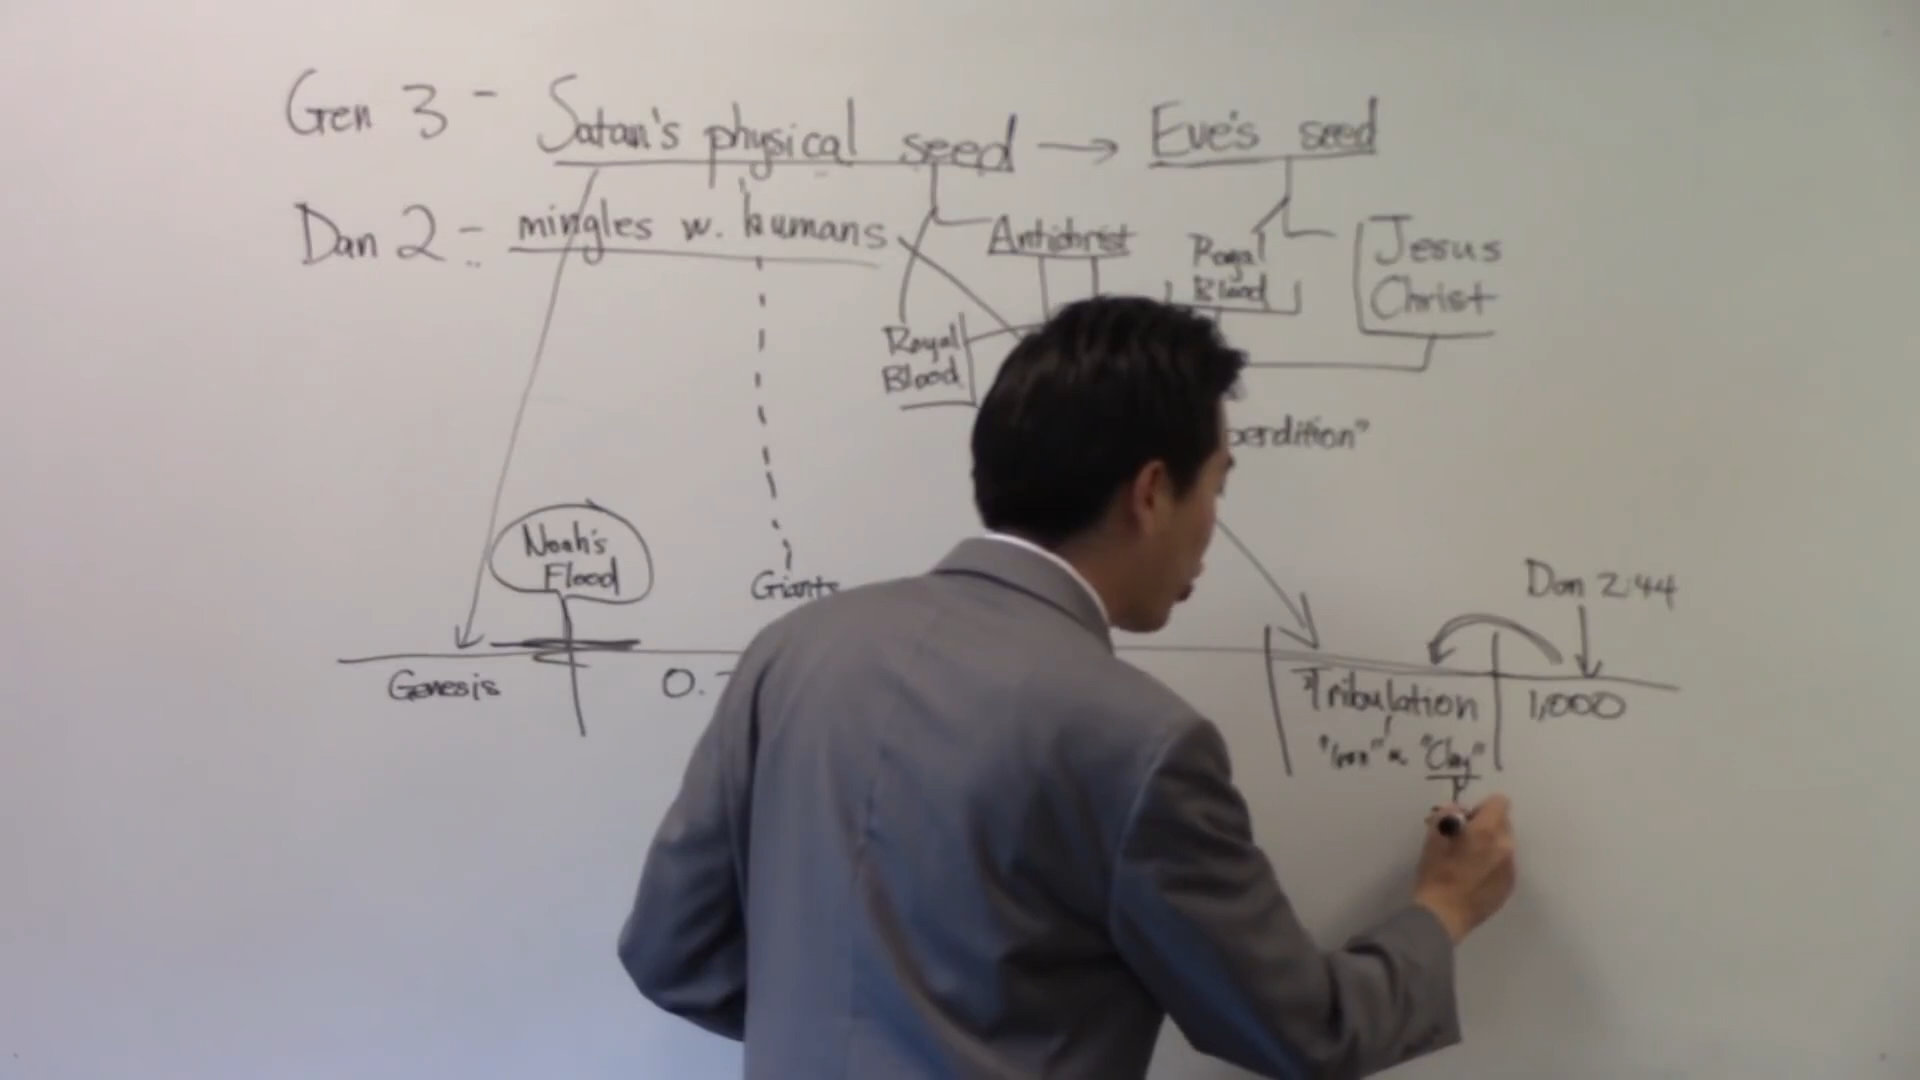 Gen 3 - Satan's physical seed → Eve's seed
Dan 2 - mingles w. humans
Antichrist
Royal
Blood
Jesus
Christ
Royal
Blood
perdition"
Noah's
Flood
Giants
Dan 2:44
Genesis
O.T
Tribulation
1,000
"Iron" & "Clay"